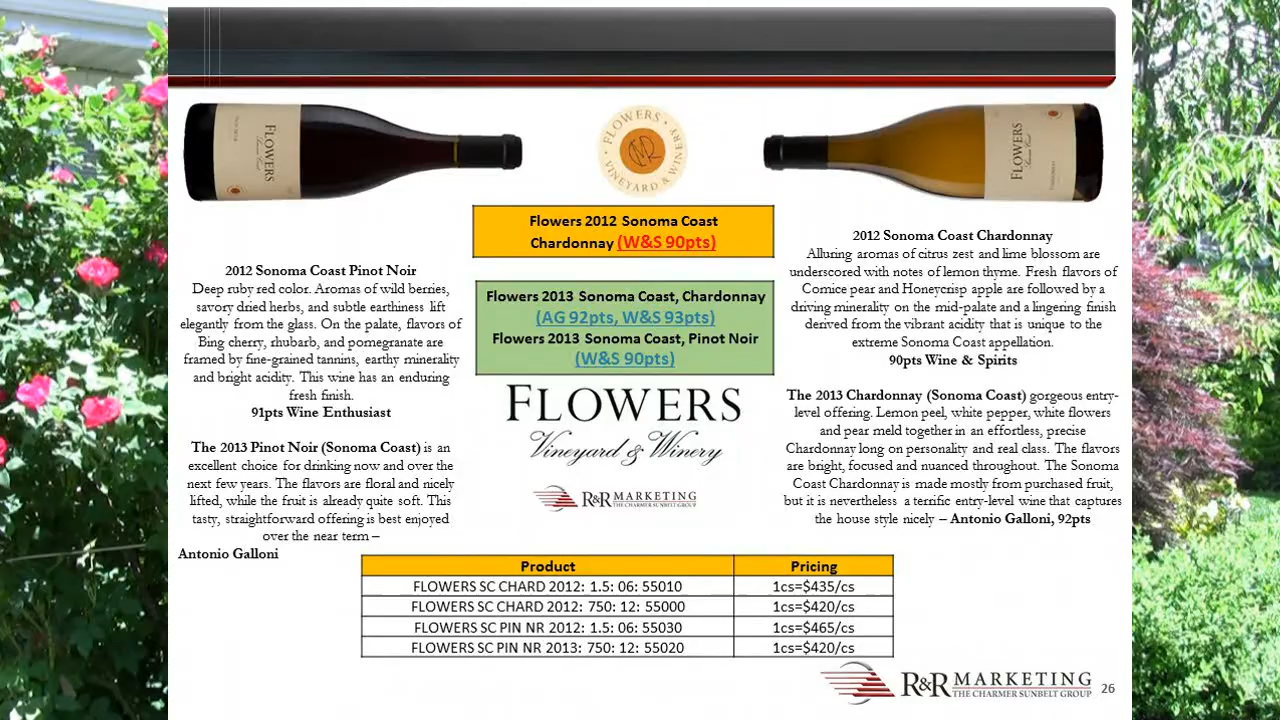 FLOWERS
Sonoma Coast
FLOWERS
VINEYARD & WINERY
FLOWERS
Sonoma Coast
Flowers 2012 Sonoma Coast
Chardonnay (W&S 90pts)
Flowers 2013 Sonoma Coast, Chardonnay
(AG 92pts, W&S 93pts)
Flowers 2013 Sonoma Coast, Pinot Noir
(W&S 90pts)
FLOWERS
Vineyard & Winery
R&R MARKETING
THE CHARMER SUNBELT GROUP
2012 Sonoma Coast Pinot Noir
Deep ruby red color. Aromas of wild berries,
savory dried herbs, and subtle earthiness lift
elegantly from the glass. On the palate, flavors of
Bing cherry, rhubarb, and pomegranate are
framed by fine-grained tannins, earthy minerality
and bright acidity. This wine has an enduring
fresh finish.
91pts Wine Enthusiast
The 2013 Pinot Noir (Sonoma Coast) is an
excellent choice for drinking now and over the
next few years. The flavors are floral and nicely
lifted, while the fruit is already quite soft. This
tasty, straightforward offering is best enjoyed
over the near term –
Antonio Galloni
2012 Sonoma Coast Chardonnay
Alluring aromas of citrus zest and lime blossom are
underscored with notes of lemon thyme. Fresh flavors of
Comice pear and Honeycrisp apple are followed by a
driving minerality on the mid-palate and a lingering finish
derived from the vibrant acidity that is unique to the
extreme Sonoma Coast appellation.
90pts Wine & Spirits
The 2013 Chardonnay (Sonoma Coast) gorgeous entry-
level offering. Lemon peel, white pepper, white flowers
and pear meld together in an effortless, precise
Chardonnay long on personality and real class. The flavors
are bright, focused and nuanced throughout. The Sonoma
Coast Chardonnay is made mostly from purchased fruit,
but it is nevertheless a terrific entry-level wine that captures
the house style nicely – Antonio Galloni, 92pts
Product Pricing
FLOWERS SC CHARD 2012: 1.5: 06: 55010 1cs=$435/cs
FLOWERS SC CHARD 2012: 750: 12: 55000 1cs=$420/cs
FLOWERS SC PIN NR 2012: 1.5: 06: 55030 1cs=$465/cs
FLOWERS SC PIN NR 2013: 750: 12: 55020 1cs=$420/cs
R&R MARKETING
THE CHARMER SUNBELT GROUP
26